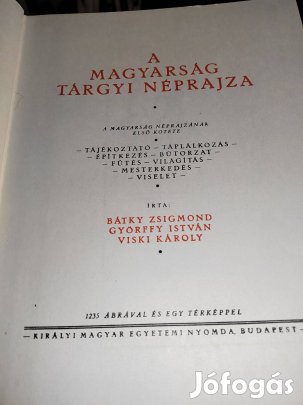 A
MAGYARSÁG
TÁRGYI NÉPRAJZA
A MAGYARSÁG NÉPRAJZÁNAK
ELSŐ KÖTETE
– TÁJÉKOZTATÓ – TÁPLÁLKOZÁS –
– ÉPÍTKEZÉS – BÚTORZAT –
– FŰTÉS – VILÁGÍTÁS –
– MESTERKEDÉS –
– VISELET –
ÍRTA:
BÁTKY ZSIGMOND
GYÖRFFY ISTVÁN
VISKI KÁROLY
1235 ÁBRÁVAL ÉS EGY TÉRKÉPPEL
– KIRÁLYI MAGYAR EGYETEMI NYOMDA, BUDAPEST –
Jófogás